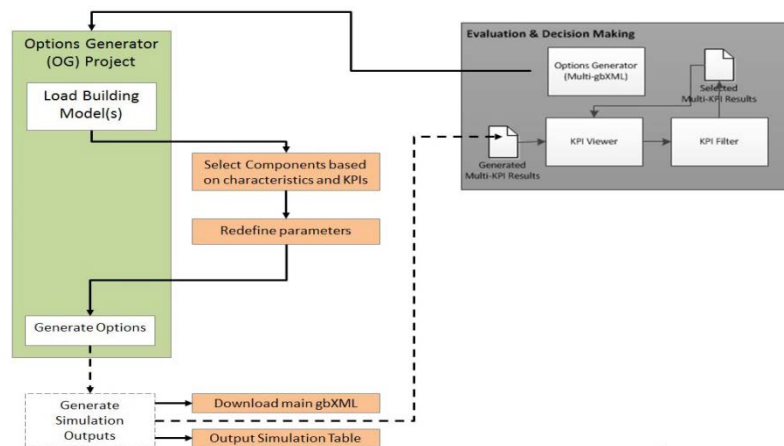 Options Generator
(OG) Project
Load Building
Model(s)
Select Components based
on characteristics and KPIs
Redefine parameters
Generate Options
Generate
Simulation
Outputs
Download main gbXML
Output Simulation Table
Evaluation & Decision Making
Options Generator
(Multi-gbXML)
Selected
Multi-KPI Results
KPI Viewer
KPI Filter
Generated
Multi-KPI Results